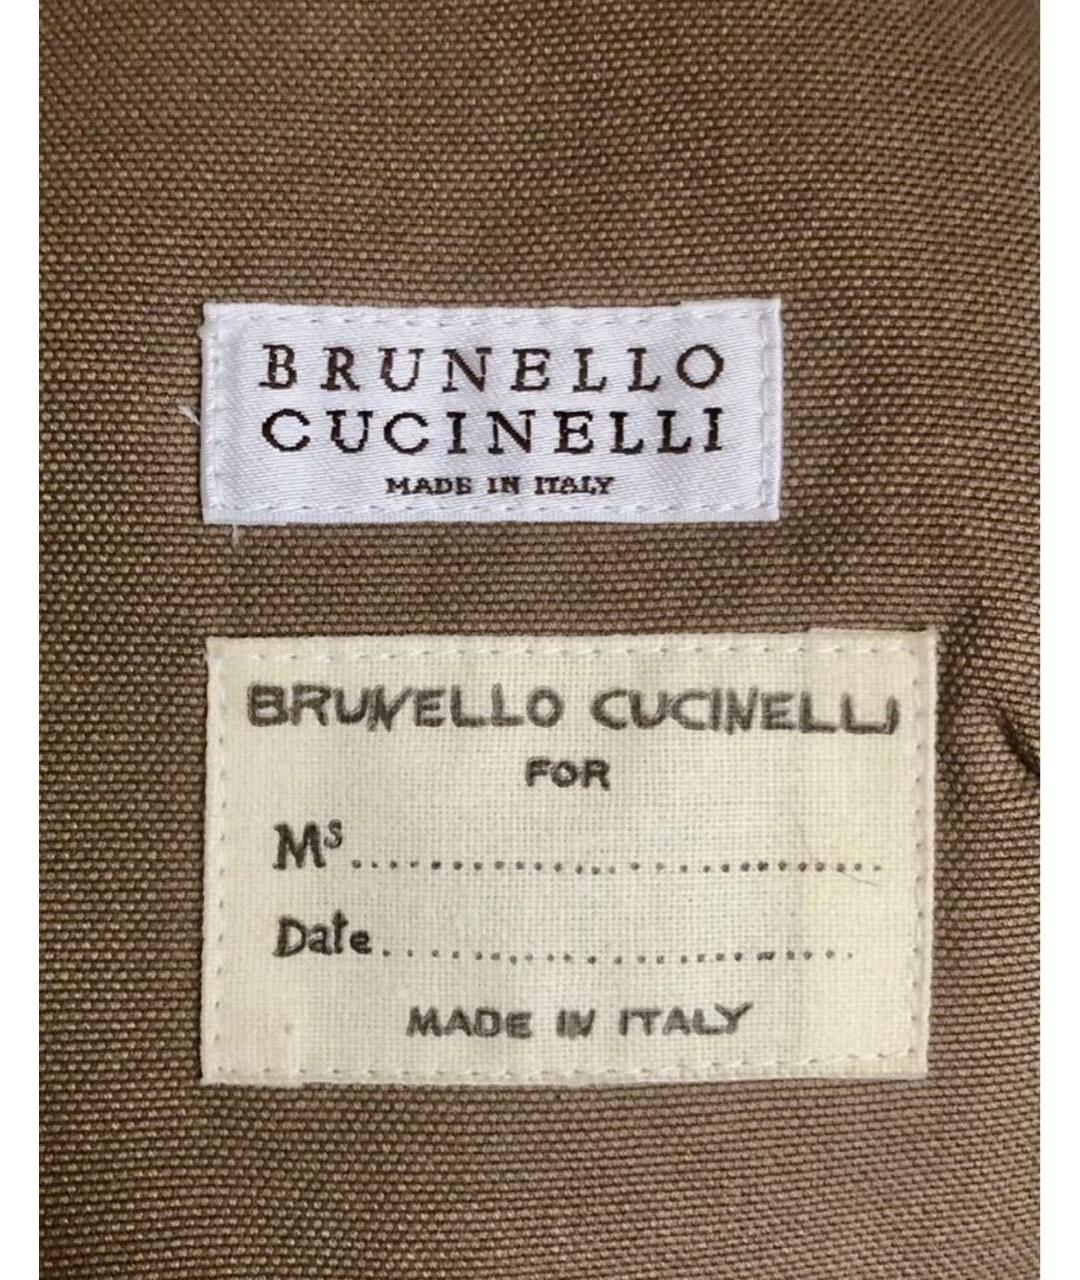 BRUNELLO
CUCINELLI
MADE IN ITALY
BRUNELLO CUCINELLI
FOR
Ms..............................
Date..............................
MADE IN ITALY